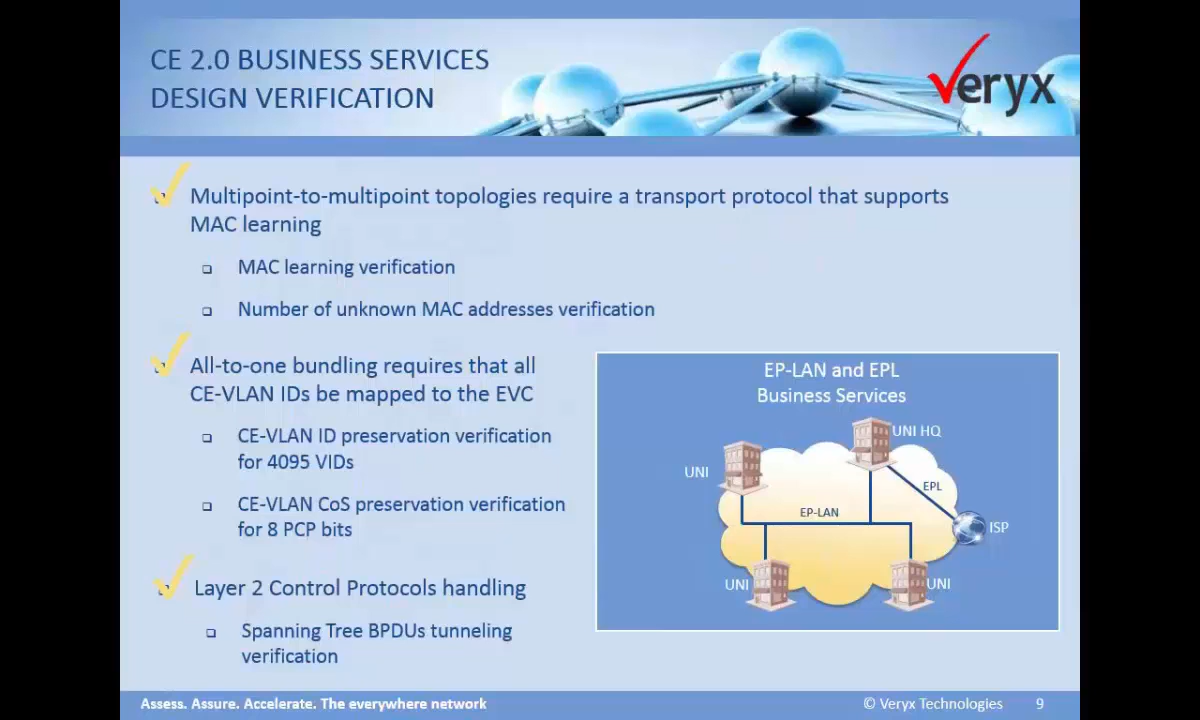 CE 2.0 BUSINESS SERVICES
DESIGN VERIFICATION
Veryx
Multipoint-to-multipoint topologies require a transport protocol that supports
MAC learning
MAC learning verification
Number of unknown MAC addresses verification
All-to-one bundling requires that all
CE-VLAN IDs be mapped to the EVC
CE-VLAN ID preservation verification
for 4095 VIDs
CE-VLAN CoS preservation verification
for 8 PCP bits
Layer 2 Control Protocols handling
Spanning Tree BPDUs tunneling
verification
EP-LAN and EPL
Business Services
UNI HQ
UNI
EPL
EP-LAN
ISP
UNI
UNI
Assess. Assure. Accelerate. The everywhere network
© Veryx Technologies
9